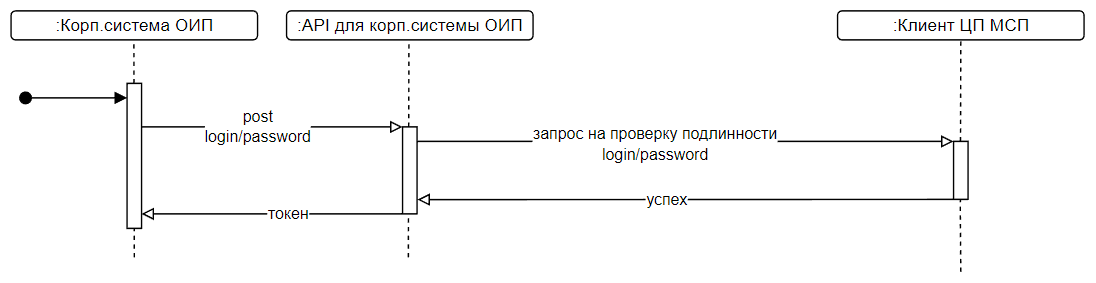 :Корп.система ОИП
:API для корп.системы ОИП
:Клиент ЦП МСП
post
login/password
запрос на проверку подлинности
login/password
успех
токен